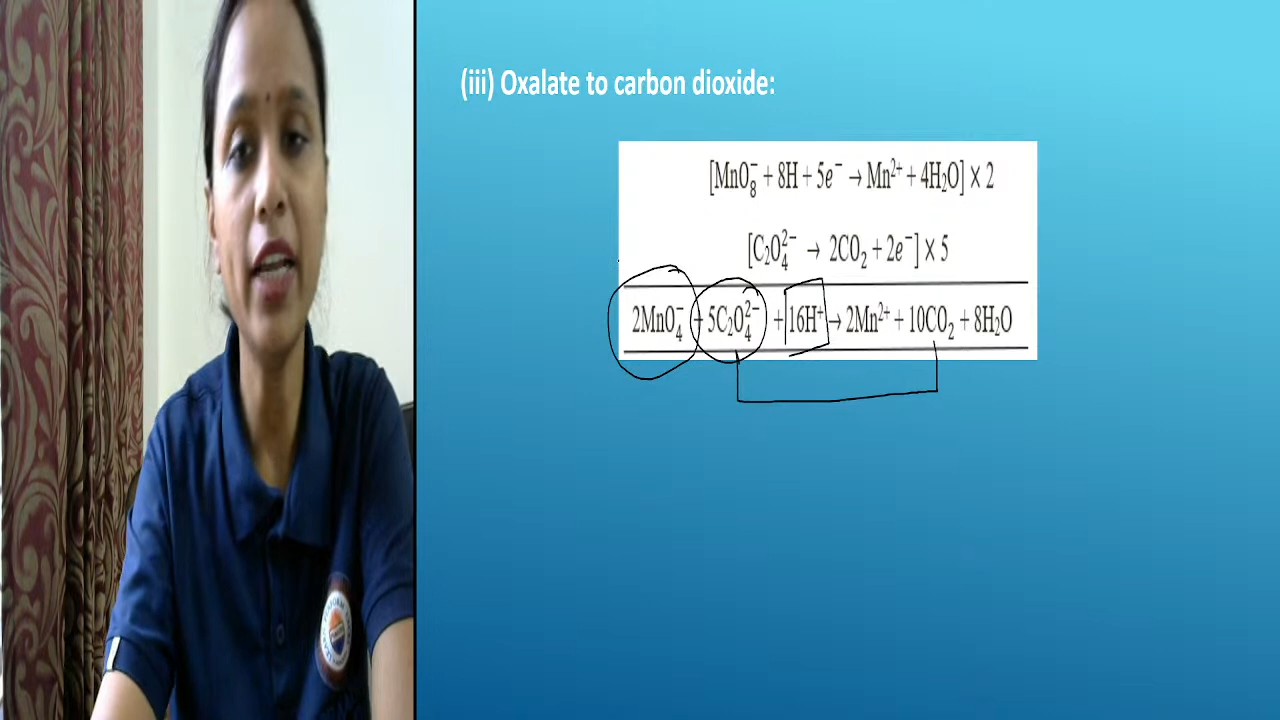 (iii) Oxalate to carbon dioxide:
[MnO₈⁻ + 8H + 5e⁻ → Mn²⁺ + 4H₂O] × 2
[C₂O₄²⁻ → 2CO₂ + 2e⁻] × 5
2MnO₄⁻ + 5C₂O₄²⁻ + 16H⁺ → 2Mn²⁺ + 10CO₂ + 8H₂O